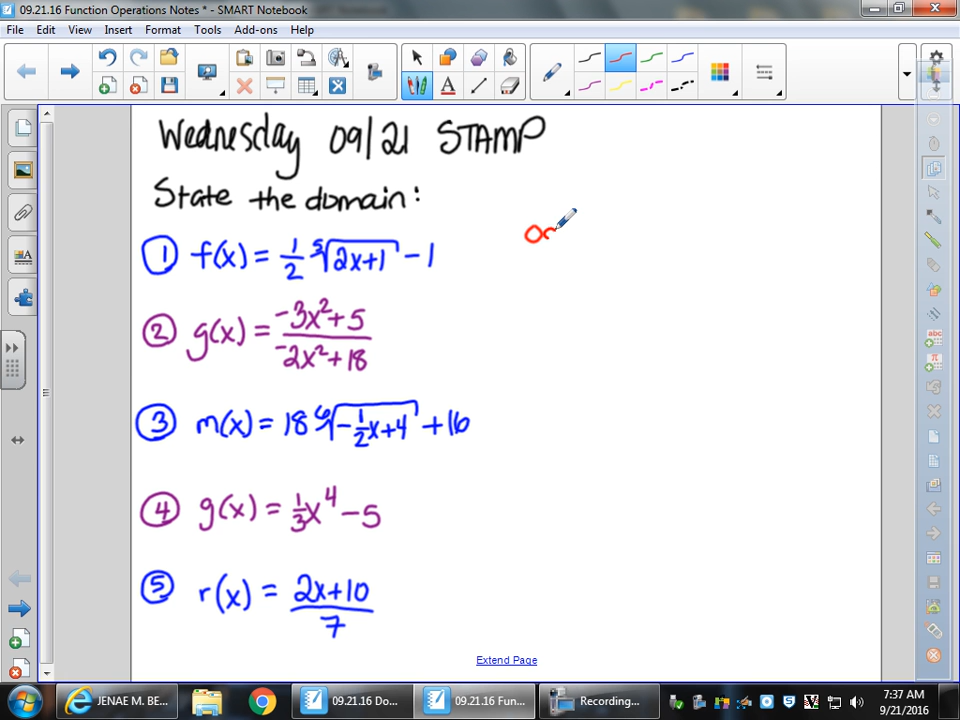 09.21.16 Function Operations Notes * - SMART Notebook
File Edit View Insert Format Tools Add-ons Help
Wednesday 09/21 STAMP
State the domain:
① f(x) = 1/2 ⁵√(2x+1) - 1
② g(x) = (-3x²+5)/(-2x²+18)
③ m(x) = 18 ⁶√(-1/2x+4) + 16
④ g(x) = 1/3x⁴ - 5
⑤ r(x) = (2x+10)/7
Extend Page
JENAE M. BE...
09.21.16 Do...
09.21.16 Fun...
Recording...
7:37 AM
9/21/2016